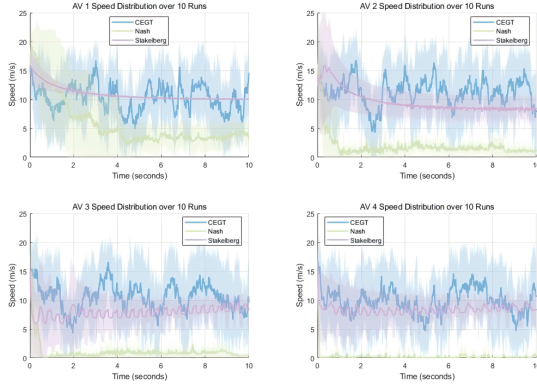 AV 1 Speed Distribution over 10 Runs
25
20
15
10
5
0
Speed (m/s)
CEGT
Nash
Stakelberg
0 2 4 6 8 10
Time (seconds)
AV 2 Speed Distribution over 10 Runs
25
20
15
10
5
0
Speed (m/s)
CEGT
Nash
Stakelberg
0 2 4 6 8 10
Time (seconds)
AV 3 Speed Distribution over 10 Runs
25
20
15
10
5
0
Speed (m/s)
CEGT
Nash
Stakelberg
0 2 4 6 8 10
Time (seconds)
AV 4 Speed Distribution over 10 Runs
25
20
15
10
5
0
Speed (m/s)
CEGT
Nash
Stakelberg
0 2 4 6 8 10
Time (seconds)